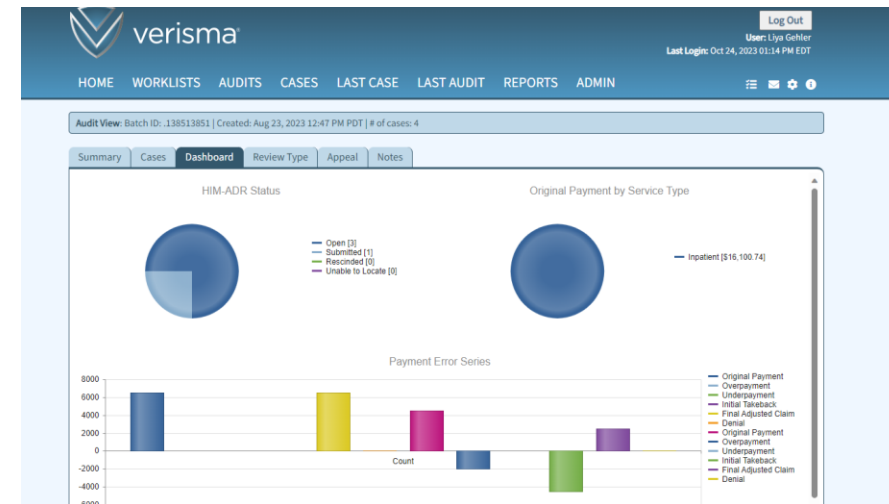 verisma
Log Out
User: Liya Gehler
Last Login: Oct 24, 2023 01:14 PM EDT
HOME WORKLISTS AUDITS CASES LAST CASE LAST AUDIT REPORTS ADMIN
Audit View: Batch ID: .138513851 | Created: Aug 23, 2023 12:47 PM PDT | # of cases: 4
Summary Cases Dashboard Review Type Appeal Notes
HIM-ADR Status
Open [3]
Submitted [1]
Rescinded [0]
Unable to Locate [0]
Original Payment by Service Type
Inpatient [$16,100.74]
Payment Error Series
8000
6000
4000
2000
0
-2000
-4000
-6000
Count
Original Payment
Overpayment
Underpayment
Initial Takeback
Final Adjusted Claim
Denial
Original Payment
Overpayment
Underpayment
Initial Takeback
Final Adjusted Claim
Denial